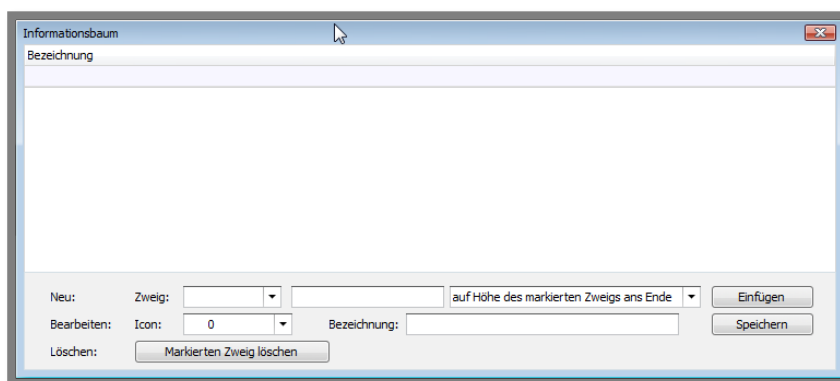 Informationsbaum
Bezeichnung
Neu: Zweig: auf Höhe des markierten Zweigs ans Ende Einfügen
Bearbeiten: Icon: 0 Bezeichnung: Speichern
Löschen: Markierten Zweig löschen